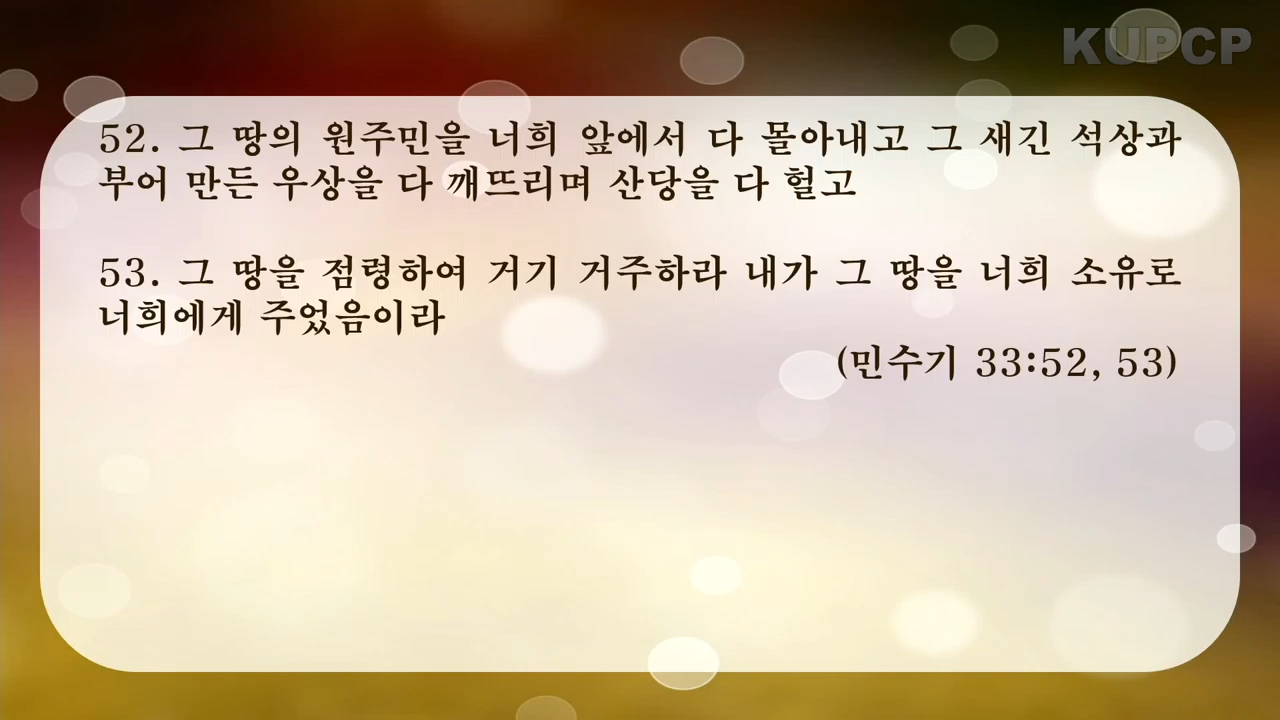 KUPCP
52. 그 땅의 원주민을 너희 앞에서 다 몰아내고 그 새긴 석상과
부어 만든 우상을 다 깨뜨리며 산당을 다 헐고
53. 그 땅을 점령하여 거기 거주하라 내가 그 땅을 너희 소유로
너희에게 주었음이라
(민수기 33:52, 53)